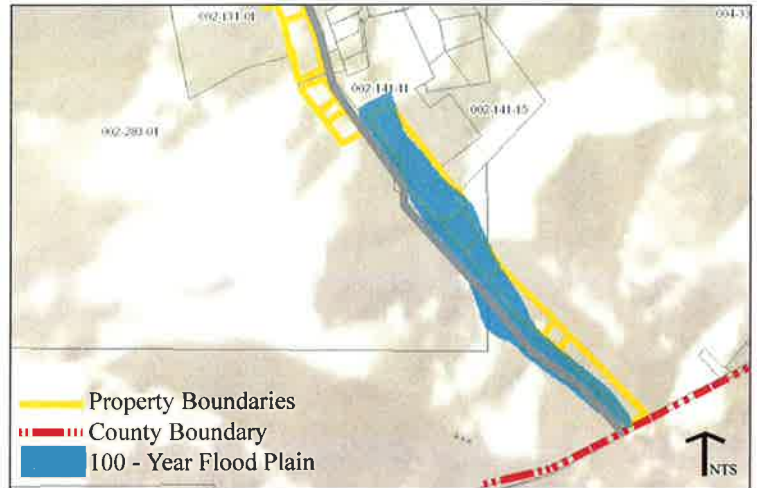 002-131-01
002-141-11
002-141-15
002-281-01
Property Boundaries
County Boundary
100 - Year Flood Plain
NTS